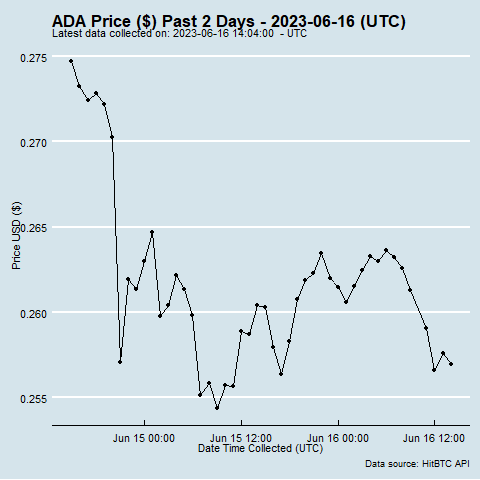 ADA Price ($) Past 2 Days - 2023-06-16 (UTC)
Latest data collected on: 2023-06-16 14:04:00 - UTC
0.275
0.270
0.265
0.260
0.255
Price USD ($)
Jun 15 00:00 Jun 15 12:00 Jun 16 00:00 Jun 16 12:00
Date Time Collected (UTC)
Data source: HitBTC API